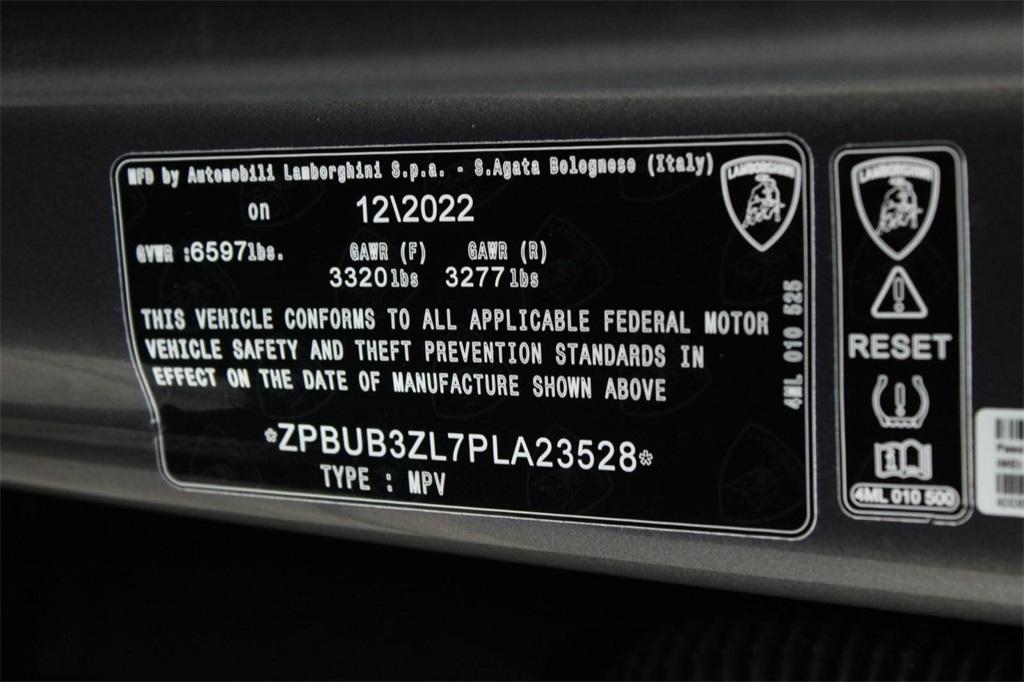 MFD by Automobili Lamborghini S.p.a. - S.Agata Bolognese (Italy)
on 12\2022
GVWR :6597lbs. GAWR (F) GAWR (R)
3320lbs 3277lbs
THIS VEHICLE CONFORMS TO ALL APPLICABLE FEDERAL MOTOR
VEHICLE SAFETY AND THEFT PREVENTION STANDARDS IN
EFFECT ON THE DATE OF MANUFACTURE SHOWN ABOVE
*ZPBUB3ZL7PLA23528*
TYPE : MPV
LAMBORGHINI
4ML 010 525
LAMBORGHINI
RESET
4ML 010 500